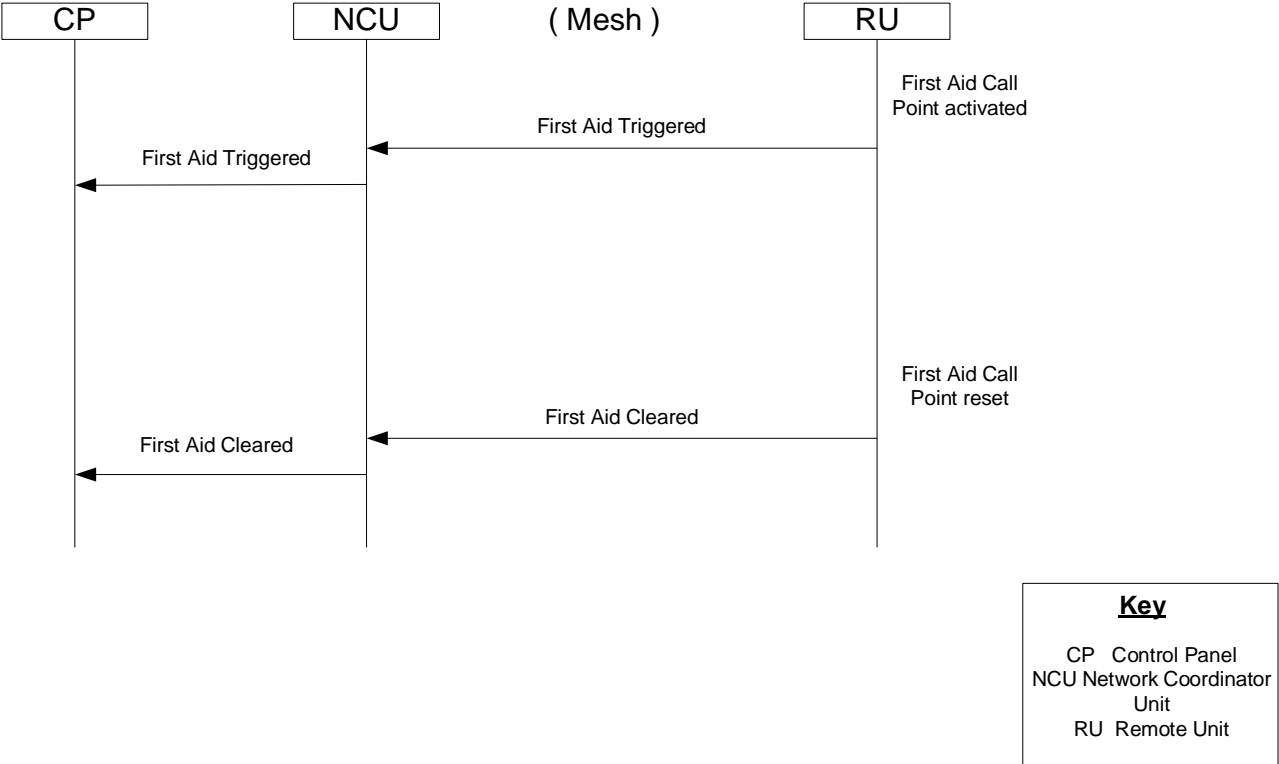 CP
NCU
( Mesh )
RU
First Aid Call
Point activated
First Aid Triggered
First Aid Triggered
First Aid Call
Point reset
First Aid Cleared
First Aid Cleared
Key
CP Control Panel
NCU Network Coordinator
Unit
RU Remote Unit